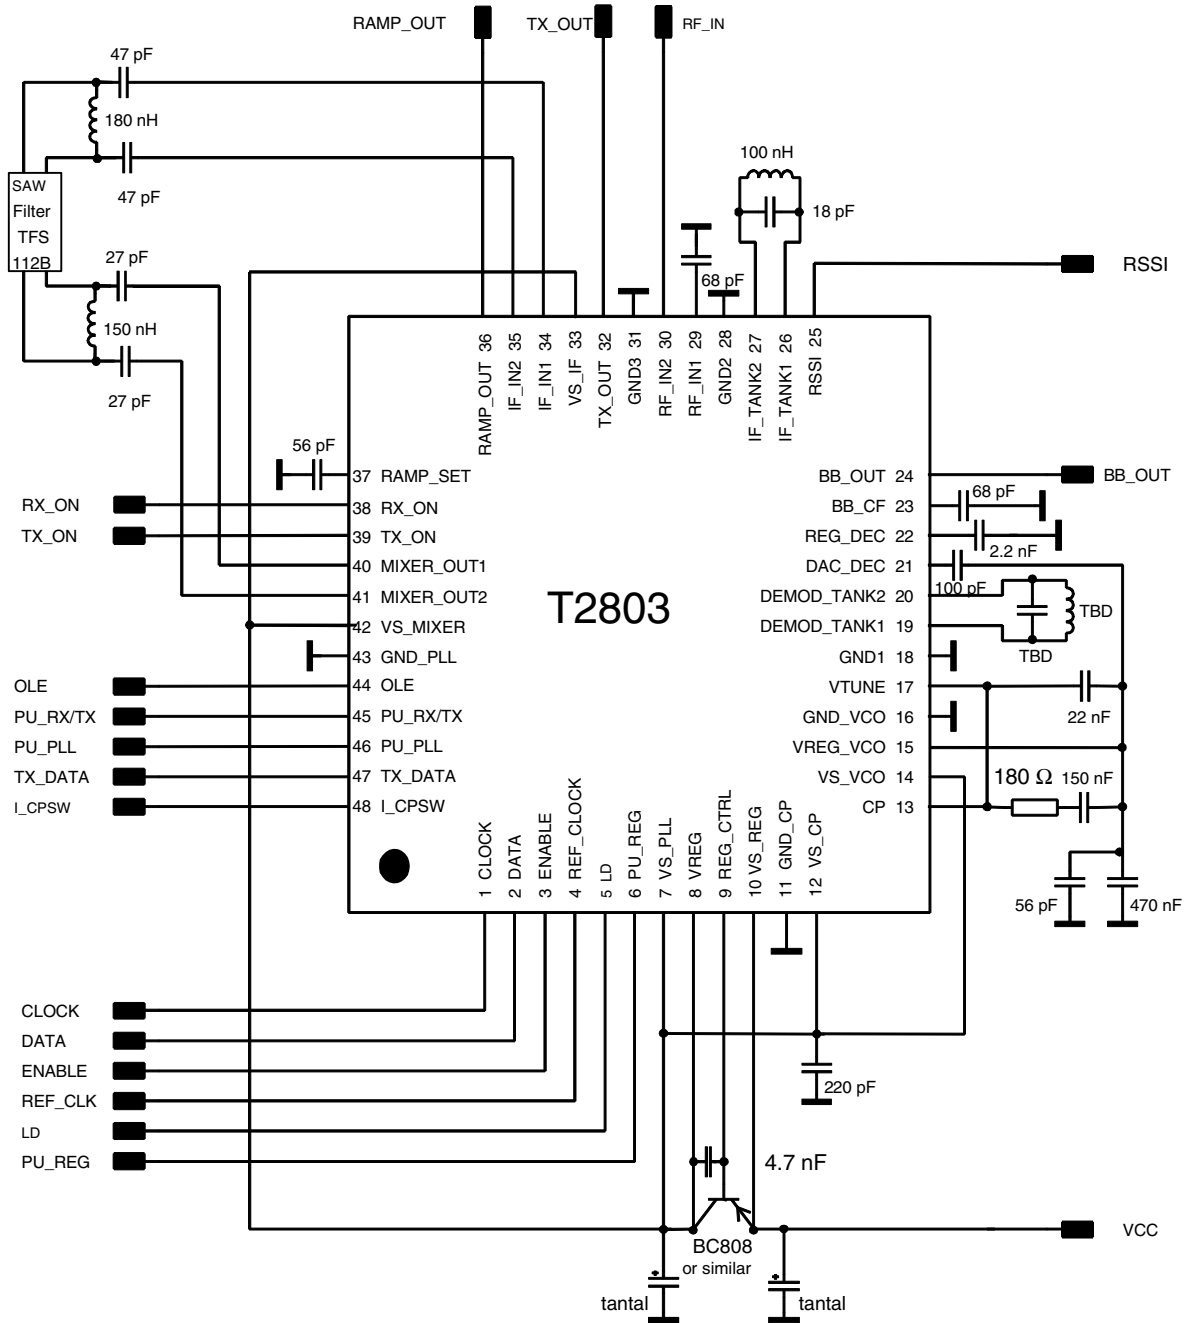 RAMP_OUT
TX_OUT
RF_IN
47 pF
180 nH
47 pF
SAW
Filter
TFS
112B
27 pF
150 nH
27 pF
100 nH
18 pF
68 pF
RSSI
RAMP_OUT 36
IF_IN2 35
IF_IN1 34
VS_IF 33
TX_OUT 32
GND3 31
RF_IN2 30
RF_IN1 29
GND2 28
IF_TANK2 27
IF_TANK1 26
RSSI 25
56 pF
37 RAMP_SET
RX_ON
38 RX_ON
TX_ON
39 TX_ON
40 MIXER_OUT1
41 MIXER_OUT2
42 VS_MIXER
43 GND_PLL
OLE
44 OLE
PU_RX/TX
45 PU_RX/TX
PU_PLL
46 PU_PLL
TX_DATA
47 TX_DATA
I_CPSW
48 I_CPSW
T2803
BB_OUT 24
BB_OUT
BB_CF 23
68 pF
REG_DEC 22
2.2 nF
DAC_DEC 21
100 pF
DEMOD_TANK2 20
TBD
DEMOD_TANK1 19
TBD
GND1 18
VTUNE 17
22 nF
GND_VCO 16
VREG_VCO 15
VS_VCO 14
180 Ω
150 nF
CP 13
56 pF
470 nF
1 CLOCK
2 DATA
3 ENABLE
4 REF_CLOCK
5 LD
6 PU_REG
7 VS_PLL
8 VREG
9 REG_CTRL
10 VS_REG
11 GND_CP
12 VS_CP
CLOCK
DATA
ENABLE
REF_CLK
LD
PU_REG
220 pF
4.7 nF
BC808
or similar
VCC
tantal
tantal